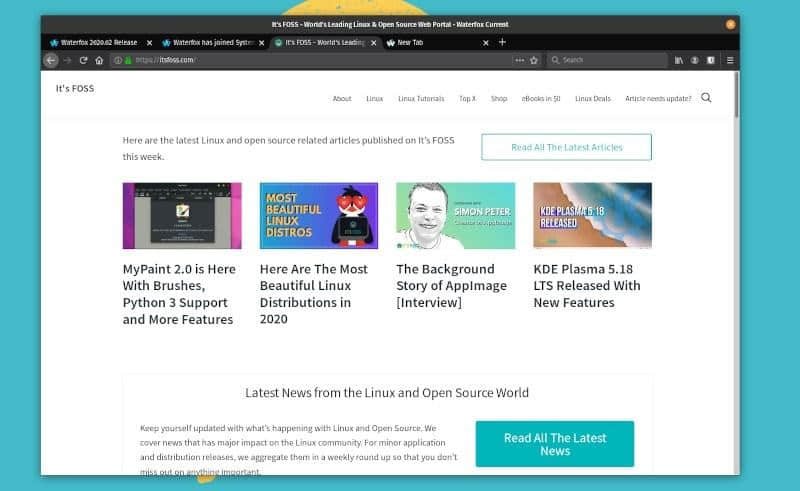 It's FOSS - World's Leading Linux & Open Source Web Portal - Waterfox Current
Waterfox 2020.02 Release
Waterfox has joined System
It's FOSS - World's Leading
New Tab
https://itsfoss.com/
Search
It's FOSS
About Linux Linux Tutorials Top X Shop eBooks in $0 Linux Deals Article needs update?
Here are the latest Linux and open source related articles published on It's FOSS
this week.
Read All The Latest Articles
MOST
BEAUTIFUL
LINUX
DISTROS
SIMON PETER
Creator of AppImage
KDE PLASMA 5.18
RELEASED
MyPaint 2.0 is Here
With Brushes,
Python 3 Support
and More Features
Here Are The Most
Beautiful Linux
Distributions in
2020
The Background
Story of AppImage
[Interview]
KDE Plasma 5.18
LTS Released With
New Features
Latest News from the Linux and Open Source World
Keep yourself updated with what's happening with Linux and Open Source. We
cover news that has major impact on the Linux community. For minor application
and distribution releases, we aggregate them in a weekly round up so that you don't
miss out on anything important.
Read All The Latest
News